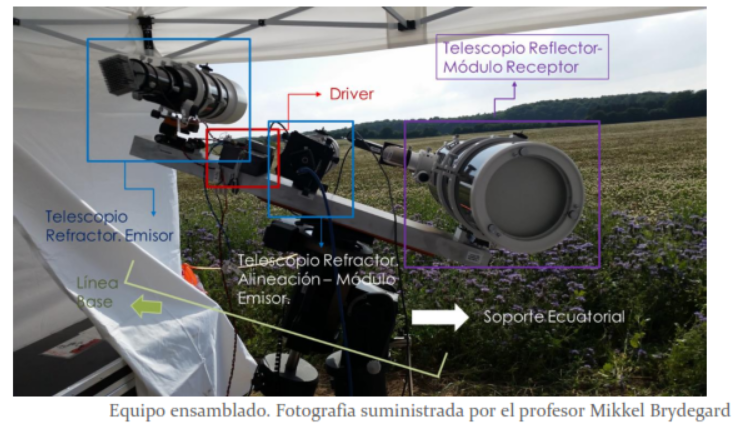 Telescopio Reflector-
Módulo Receptor
Driver
Telescopio
Refractor. Emisor
Telescopio Refractor.
Alineación – Módulo
Emisor.
Línea
Base
Soporte Ecuatorial
Equipo ensamblado. Fotografía suministrada por el profesor Mikkel Brydegard